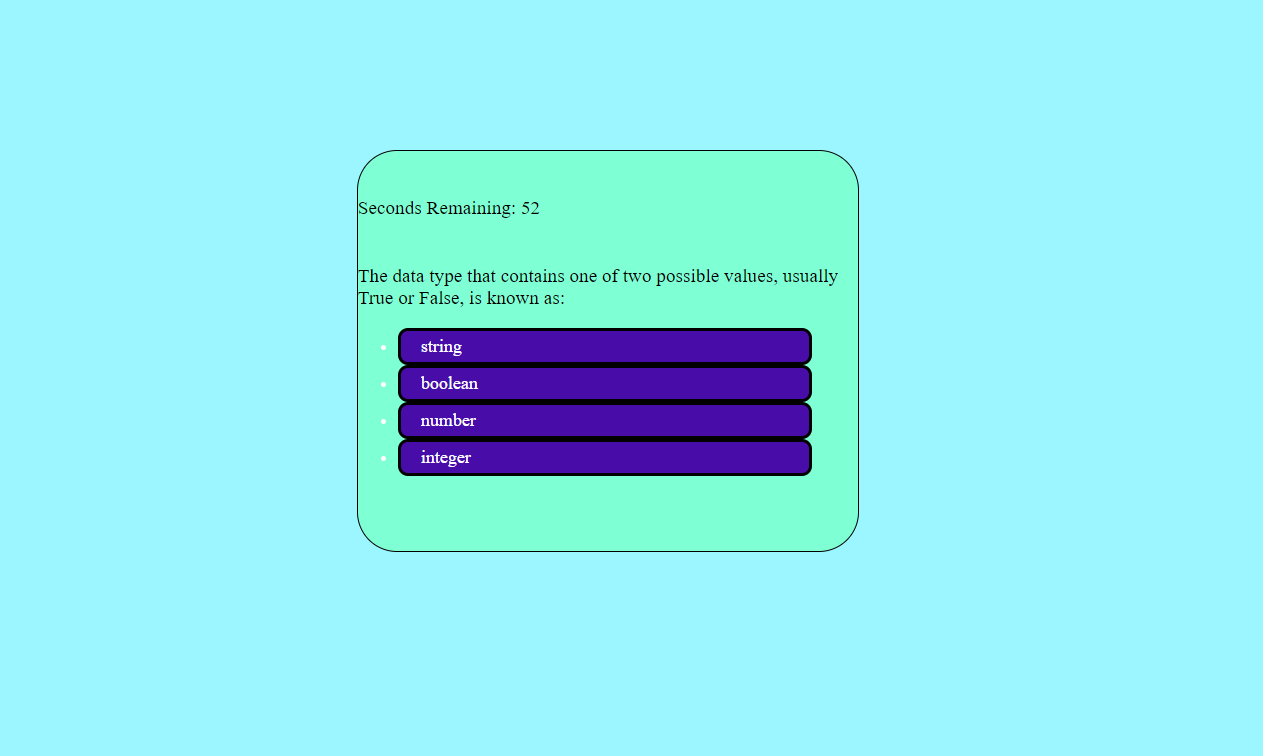 Seconds Remaining: 52
The data type that contains one of two possible values, usually
True or False, is known as:
string
boolean
number
integer